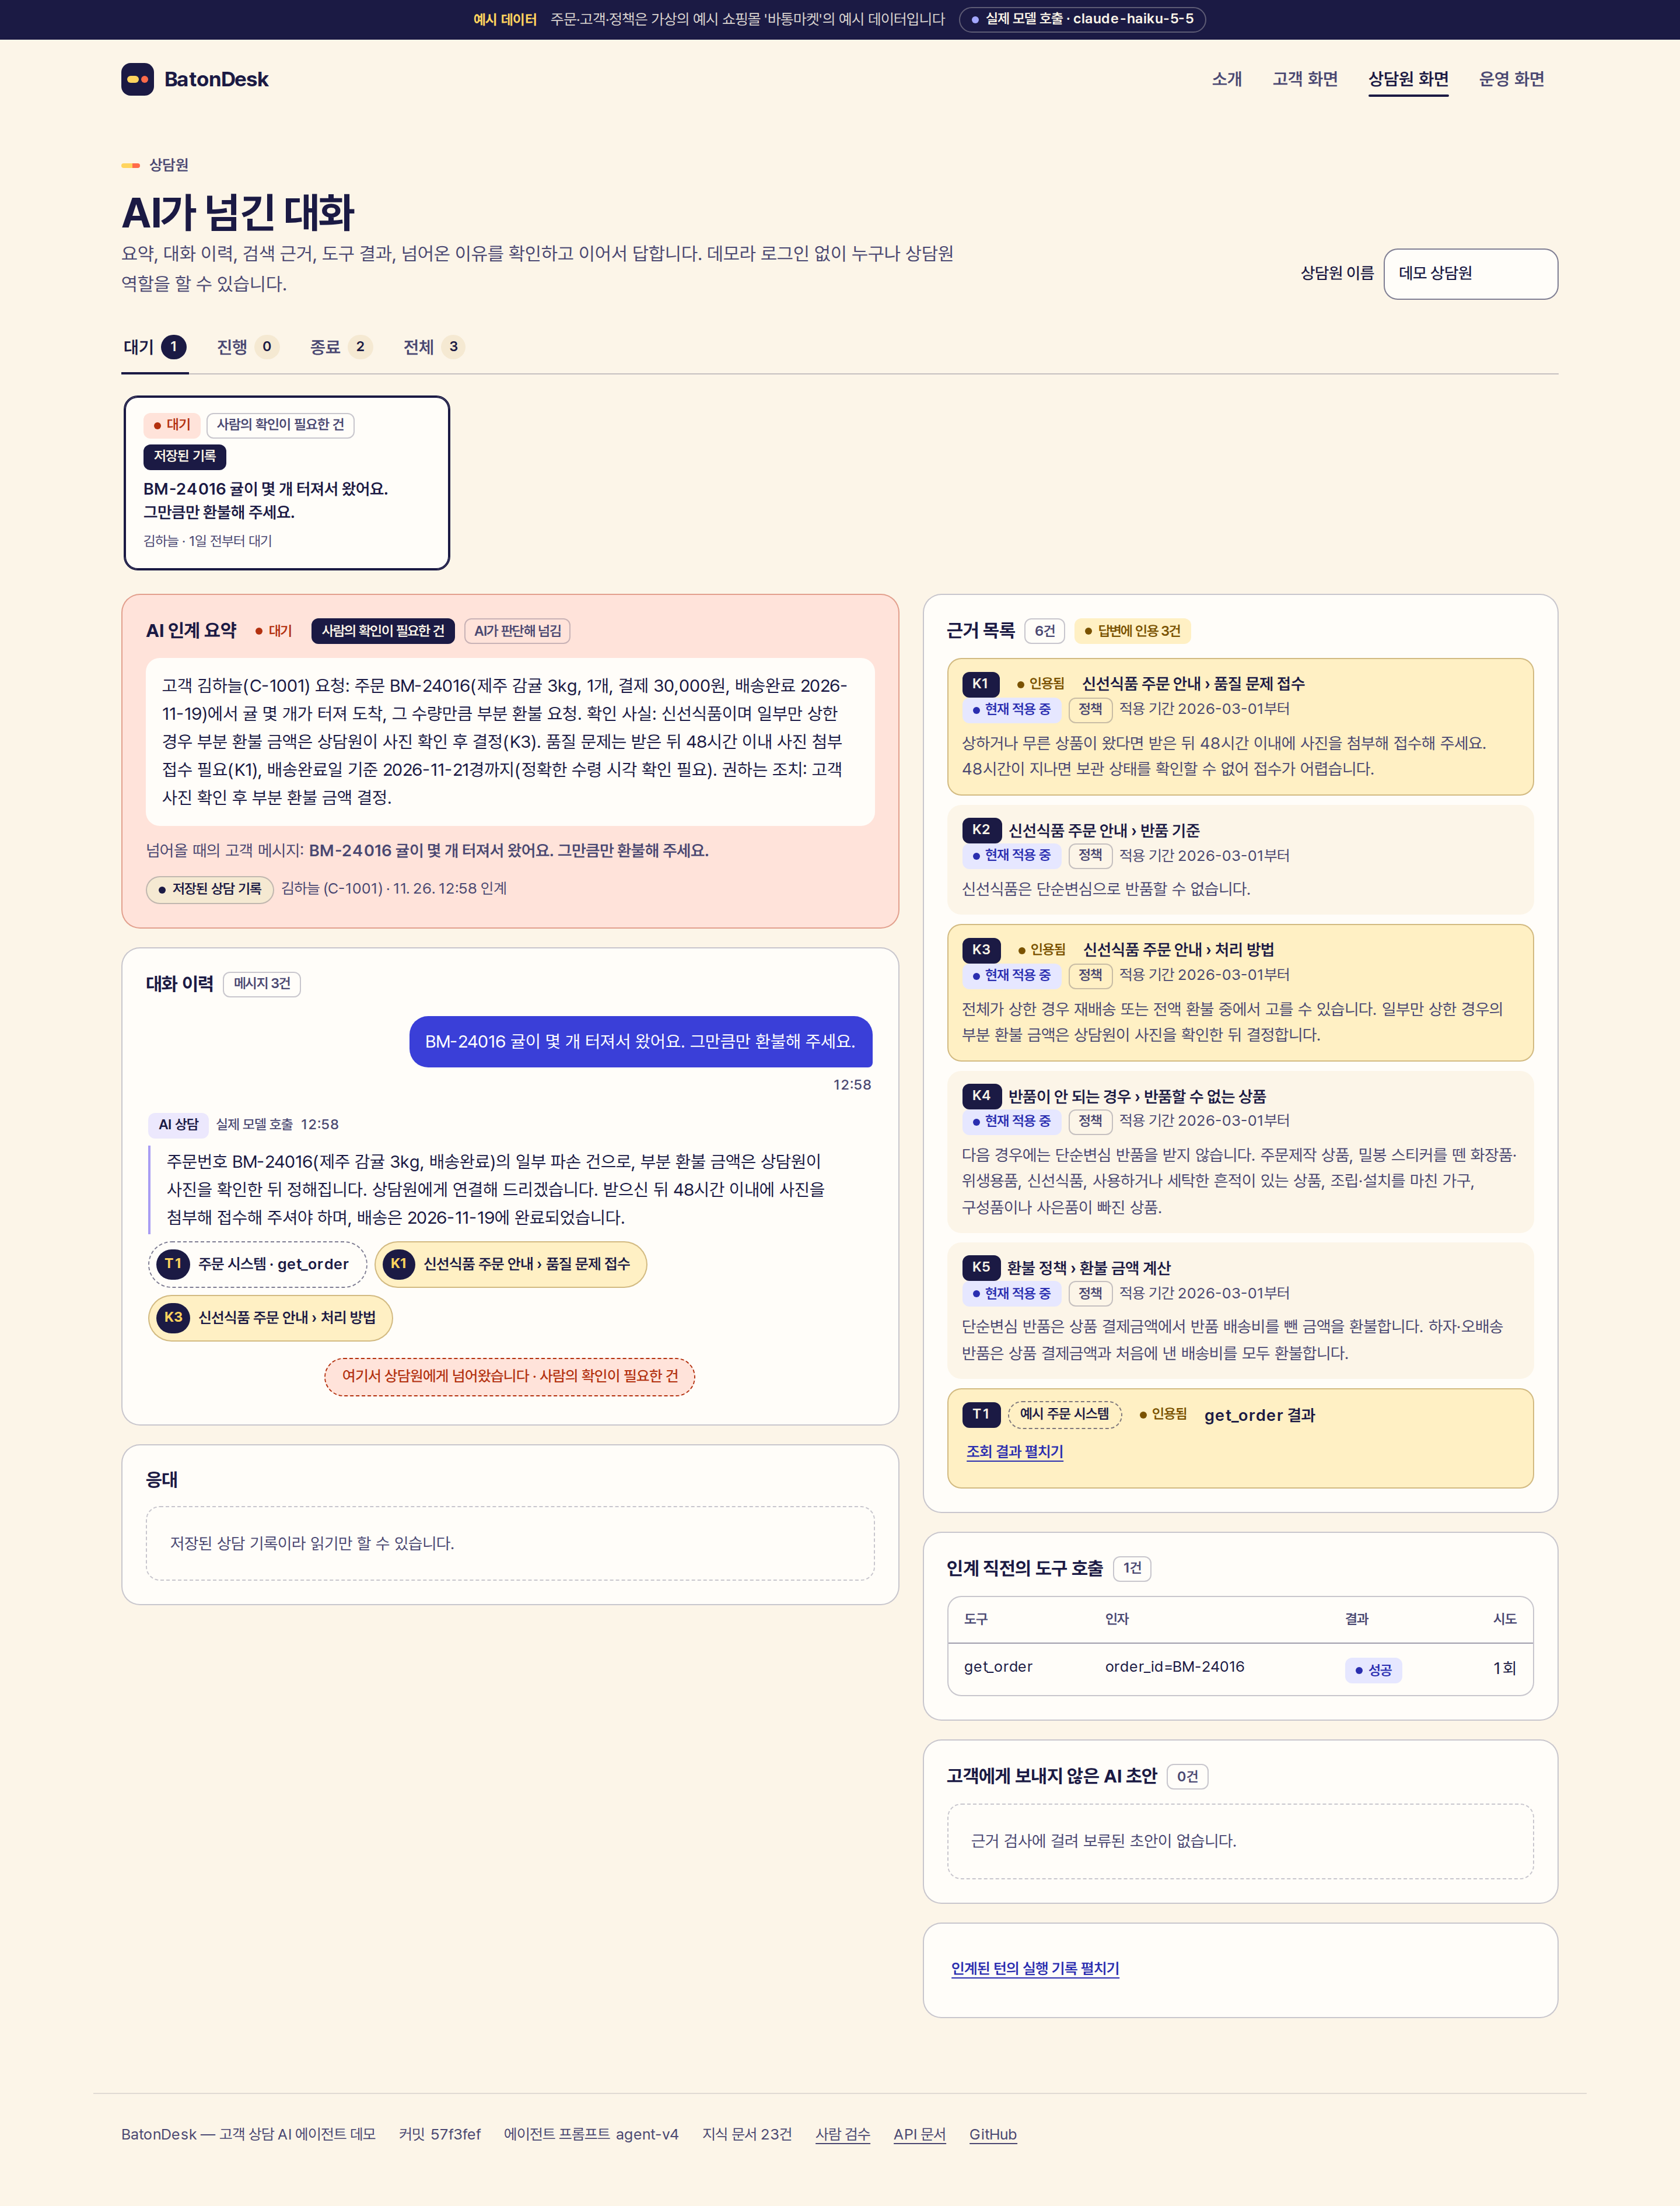 예시 데이터 주문·고객·정책은 가상의 예시 쇼핑몰 '바통마켓'의 예시 데이터입니다 실제 모델 호출 · claude-haiku-5-5
BatonDesk
소개 고객 화면 상담원 화면 운영 화면
상담원
AI가 넘긴 대화
요약, 대화 이력, 검색 근거, 도구 결과, 넘어온 이유를 확인하고 이어서 답합니다. 데모라 로그인 없이 누구나 상담원
역할을 할 수 있습니다.
상담원 이름 데모 상담원
대기 1 진행 0 종료 2 전체 3
대기 사람의 확인이 필요한 건
저장된 기록
BM-24016 귤이 몇 개 터져서 왔어요.
그만큼만 환불해 주세요.
김하늘 · 1일 전부터 대기
AI 인계 요약 대기 사람의 확인이 필요한 건 AI가 판단해 넘김
고객 김하늘(C-1001) 요청: 주문 BM-24016(제주 감귤 3kg, 1개, 결제 30,000원, 배송완료 2026-
11-19)에서 귤 몇 개가 터져 도착, 그 수량만큼 부분 환불 요청. 확인 사실: 신선식품이며 일부만 상한
경우 부분 환불 금액은 상담원이 사진 확인 후 결정(K3). 품질 문제는 받은 뒤 48시간 이내 사진 첨부
접수 필요(K1), 배송완료일 기준 2026-11-21경까지(정확한 수령 시각 확인 필요). 권하는 조치: 고객
사진 확인 후 부분 환불 금액 결정.
넘어올 때의 고객 메시지: BM-24016 귤이 몇 개 터져서 왔어요. 그만큼만 환불해 주세요.
저장된 상담 기록 김하늘 (C-1001) · 11. 26. 12:58 인계
대화 이력 메시지 3건
BM-24016 귤이 몇 개 터져서 왔어요. 그만큼만 환불해 주세요.
12:58
AI 상담 실제 모델 호출 12:58
주문번호 BM-24016(제주 감귤 3kg, 배송완료)의 일부 파손 건으로, 부분 환불 금액은 상담원이
사진을 확인한 뒤 정해집니다. 상담원에게 연결해 드리겠습니다. 받으신 뒤 48시간 이내에 사진을
첨부해 접수해 주셔야 하며, 배송은 2026-11-19에 완료되었습니다.
T1 주문 시스템 · get_order K1 신선식품 주문 안내 › 품질 문제 접수
K3 신선식품 주문 안내 › 처리 방법
여기서 상담원에게 넘어왔습니다 · 사람의 확인이 필요한 건
응대
저장된 상담 기록이라 읽기만 할 수 있습니다.
근거 목록 6건 답변에 인용 3건
K1 인용됨 신선식품 주문 안내 › 품질 문제 접수
현재 적용 중 정책 적용 기간 2026-03-01부터
상하거나 무른 상품이 왔다면 받은 뒤 48시간 이내에 사진을 첨부해 접수해 주세요.
48시간이 지나면 보관 상태를 확인할 수 없어 접수가 어렵습니다.
K2 신선식품 주문 안내 › 반품 기준
현재 적용 중 정책 적용 기간 2026-03-01부터
신선식품은 단순변심으로 반품할 수 없습니다.
K3 인용됨 신선식품 주문 안내 › 처리 방법
현재 적용 중 정책 적용 기간 2026-03-01부터
전체가 상한 경우 재배송 또는 전액 환불 중에서 고를 수 있습니다. 일부만 상한 경우의
부분 환불 금액은 상담원이 사진을 확인한 뒤 결정합니다.
K4 반품이 안 되는 경우 › 반품할 수 없는 상품
현재 적용 중 정책 적용 기간 2026-03-01부터
다음 경우에는 단순변심 반품을 받지 않습니다. 주문제작 상품, 밀봉 스티커를 뗀 화장품·
위생용품, 신선식품, 사용하거나 세탁한 흔적이 있는 상품, 조립·설치를 마친 가구,
구성품이나 사은품이 빠진 상품.
K5 환불 정책 › 환불 금액 계산
현재 적용 중 정책 적용 기간 2026-03-01부터
단순변심 반품은 상품 결제금액에서 반품 배송비를 뺀 금액을 환불합니다. 하자·오배송
반품은 상품 결제금액과 처음에 낸 배송비를 모두 환불합니다.
T1 예시 주문 시스템 인용됨 get_order 결과
조회 결과 펼치기
인계 직전의 도구 호출 1건
도구 인자 결과 시도
get_order order_id=BM-24016 성공 1회
고객에게 보내지 않은 AI 초안 0건
근거 검사에 걸려 보류된 초안이 없습니다.
인계된 턴의 실행 기록 펼치기
BatonDesk — 고객 상담 AI 에이전트 데모 커밋 57f3fef 에이전트 프롬프트 agent-v4 지식 문서 23건 사람 검수 API 문서 GitHub